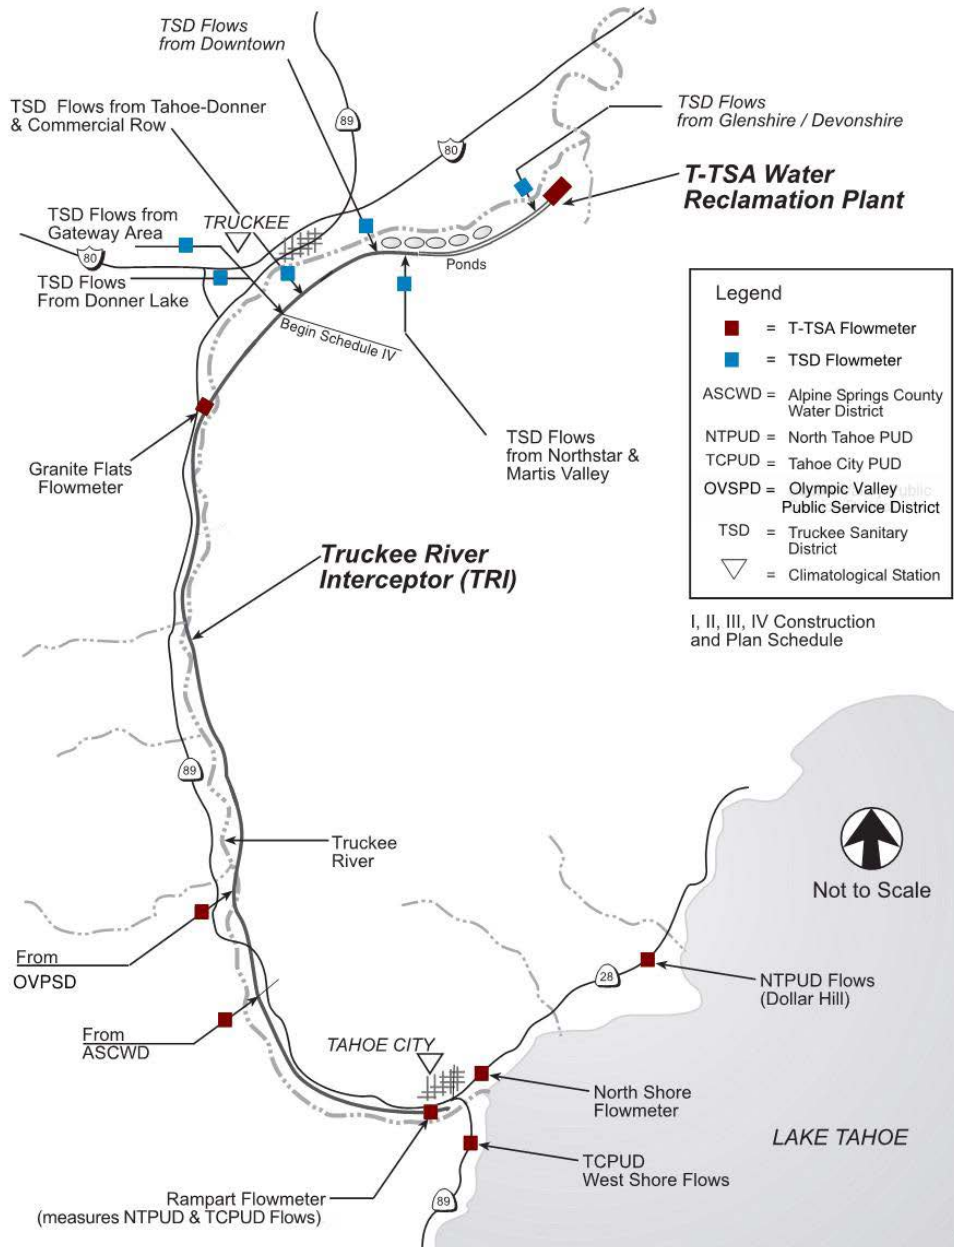 TSD Flows
from Downtown
TSD Flows from Tahoe-Donner
& Commercial Row
89
80
TSD Flows
from Glenshire / Devonshire
T-TSA Water
Reclamation Plant
TSD Flows from
Gateway Area
TRUCKEE
80
TSD Flows
From Donner Lake
Ponds
Begin Schedule IV
Legend
= T-TSA Flowmeter
= TSD Flowmeter
ASCWD = Alpine Springs County
Water District
NTPUD = North Tahoe PUD
TCPUD = Tahoe City PUD
OVSPD = Olympic Valley
Public Service District
TSD = Truckee Sanitary
District
= Climatological Station
I, II, III, IV Construction
and Plan Schedule
Granite Flats
Flowmeter
TSD Flows
from Northstar &
Martis Valley
Truckee River
Interceptor (TRI)
89
Truckee
River
Not to Scale
From
OVPSD
28
NTPUD Flows
(Dollar Hill)
From
ASCWD
TAHOE CITY
North Shore
Flowmeter
LAKE TAHOE
TCPUD
West Shore Flows
Rampart Flowmeter
(measures NTPUD & TCPUD Flows)
89